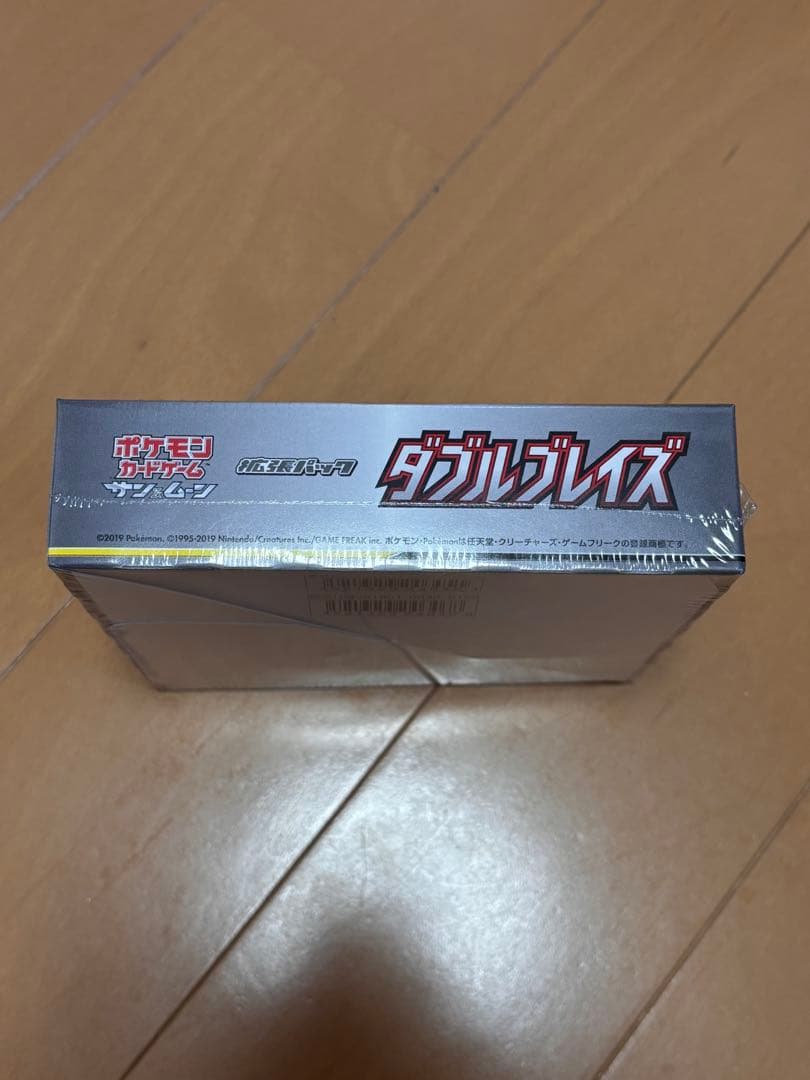 ポケモン
カードゲーム™
サン&ムーン
拡張パック
ダブルブレイズ
©2019 Pokémon. ©1995-2019 Nintendo/Creatures Inc./GAME FREAK inc. ポケモン・Pokémonは任天堂・クリーチャーズ・ゲームフリークの登録商標です。